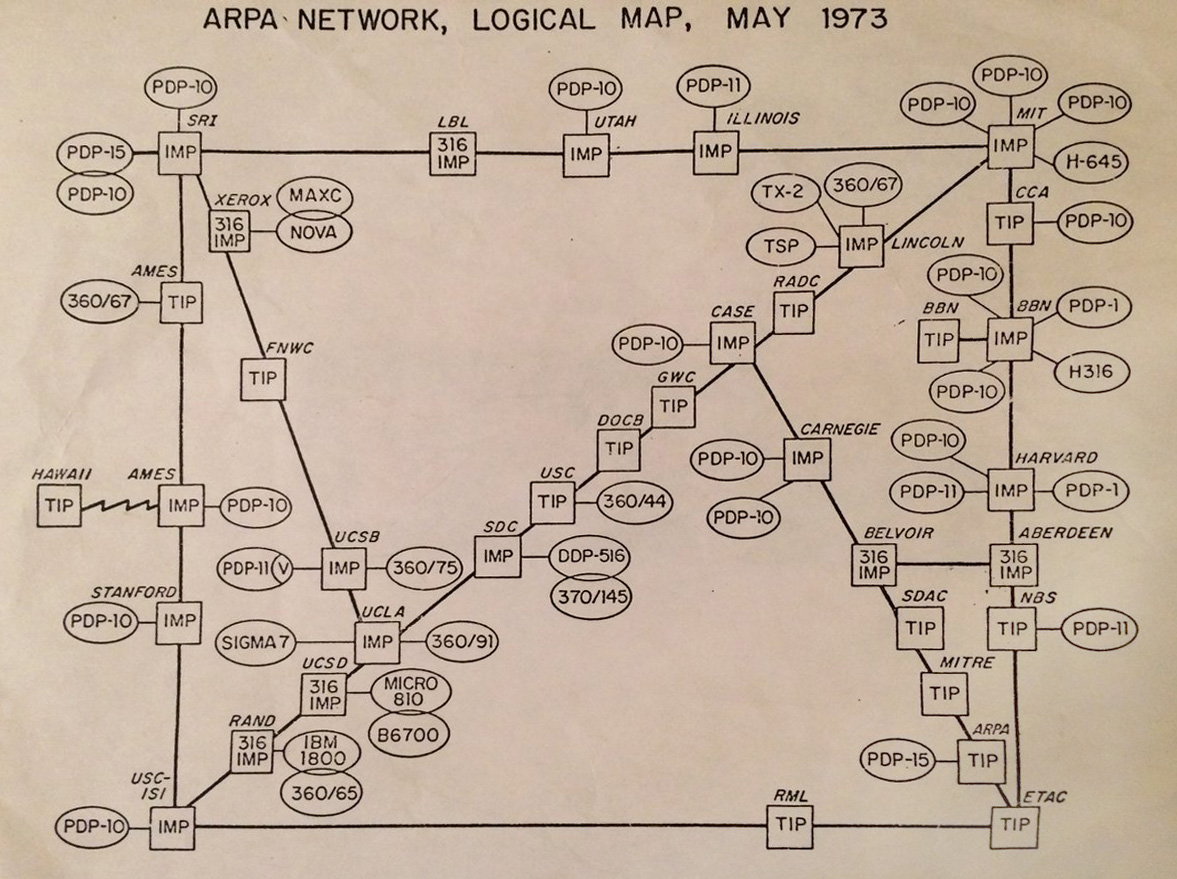 ARPA NETWORK, LOGICAL MAP, MAY 1973
PDP-10
SRI
PDP-15
IMP
PDP-10
LBL
316
IMP
PDP-10
UTAH
IMP
PDP-11
ILLINOIS
IMP
PDP-10
PDP-10
PDP-10
MIT
IMP
H-645
XEROX
316
IMP
MAXC
NOVA
TX-2
360/67
TSP
IMP
LINCOLN
CCA
TIP
PDP-10
AMES
360/67
TIP
RADC
TIP
PDP-10
BBN
TIP
BBN
IMP
PDP-1
PDP-10
H316
CASE
PDP-10
IMP
FNWC
TIP
GWC
TIP
DOCB
TIP
CARNEGIE
PDP-10
IMP
PDP-10
PDP-10
HARVARD
PDP-11
IMP
PDP-1
HAWAII
TIP
AMES
IMP
PDP-10
USC
TIP
360/44
SDC
IMP
DDP-516
370/145
UCSB
PDP-11
V
IMP
360/75
BELVOIR
316
IMP
ABERDEEN
316
IMP
STANFORD
PDP-10
IMP
UCLA
SIGMA 7
IMP
360/91
SDAC
TIP
NBS
TIP
PDP-11
UCSD
316
IMP
MICRO
810
B6700
MITRE
TIP
RAND
316
IMP
IBM
1800
360/65
ARPA
PDP-15
TIP
USC-
ISI
PDP-10
IMP
RML
TIP
ETAC
TIP